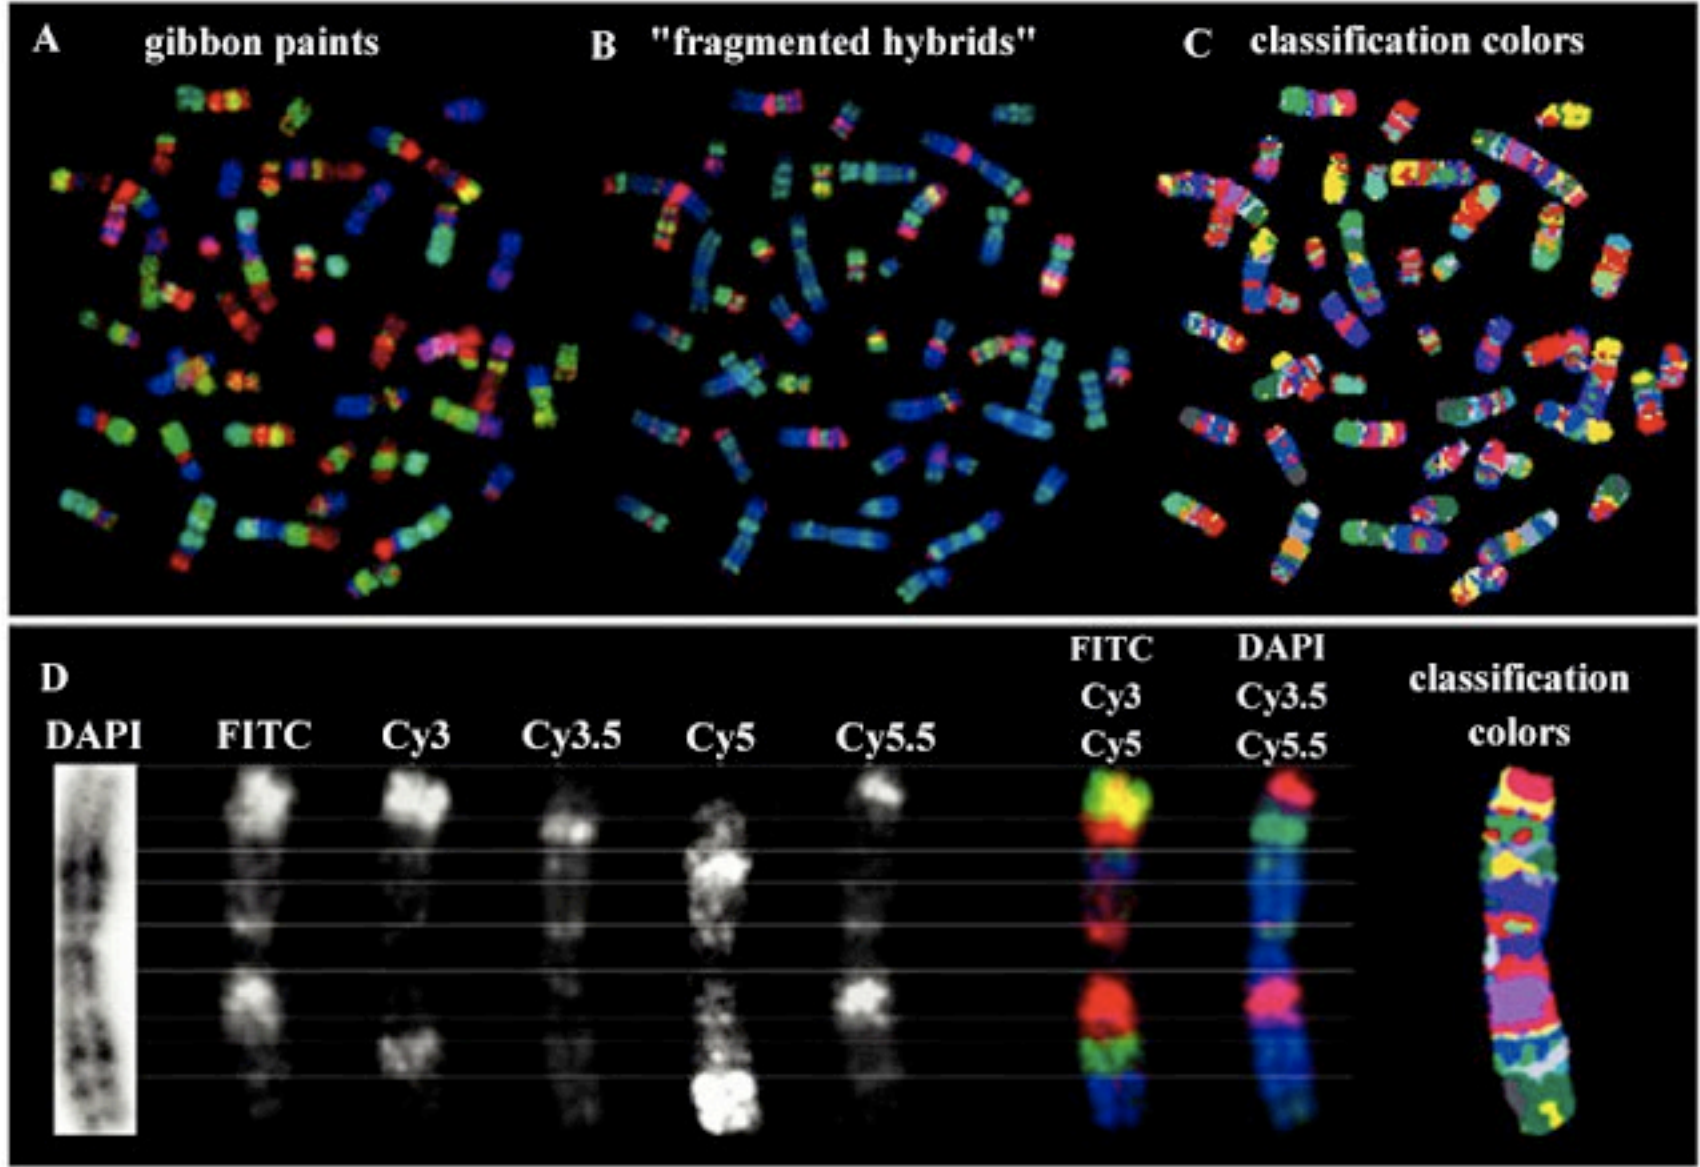 A gibbon paints
B "fragmented hybrids"
C classification colors
D
DAPI
FITC
Cy3
Cy3.5
Cy5
Cy5.5
FITC
Cy3
Cy5
DAPI
Cy3.5
Cy5.5
classification
colors